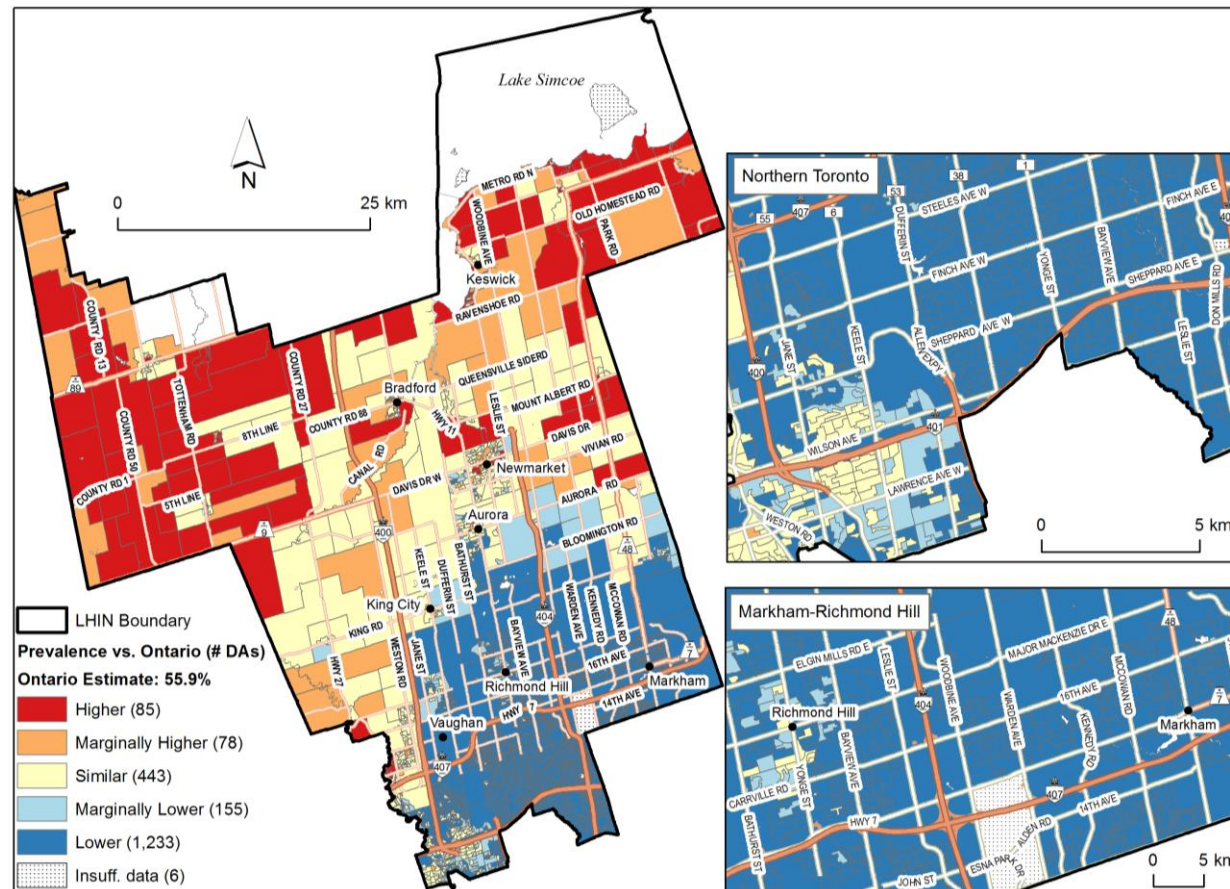 Lake Simcoe
N
0 25 km
METRO RD N
WOODBINE AVE
OLD HOMESTEAD RD
PARK RD
Keswick
RAVENSHOE RD
COUNTY RD 13
89
TOTTENHAM RD
COUNTY RD 27
QUEENSVILLE SIDERD
Bradford
COUNTY RD 88
8TH LINE
HWY 11
LESLIE ST
MOUNT ALBERT RD
COUNTY RD 50
CANAL RD
DAVIS DR
VIVIAN RD
Newmarket
COUNTY RD 1
5TH LINE
DAVIS DR W
AURORA RD
9
400
Aurora
BLOOMINGTON RD
48
KEELE ST
DUFFERIN ST
BATHURST ST
King City
404
WARDEN AVE
KENNEDY RD
MCCOWAN RD
KING RD
HWY 27
WESTON RD
JANE ST
BAYVIEW AVE
16TH AVE
7
Richmond Hill
Markham
14TH AVE
HWY 7
Vaughan
407
LHIN Boundary
Prevalence vs. Ontario (# DAs)
Ontario Estimate: 55.9%
Higher (85)
Marginally Higher (78)
Similar (443)
Marginally Lower (155)
Lower (1,233)
Insuff. data (6)
Northern Toronto
1
38
53
407
6
55
STEELES AVE W
DUFFERIN ST
FINCH AVE E
FINCH AVE W
YONGE ST
BAYVIEW AVE
SHEPPARD AVE E
DON MILLS RD
LESLIE ST
KEELE ST
JANE ST
ALLEN EXPY
SHEPPARD AVE W
400
401
WILSON AVE
LAWRENCE AVE W
WESTON RD
0 5 km
Markham-Richmond Hill
48
ELGIN MILLS RD E
MAJOR MACKENZIE DR E
LESLIE ST
404
WOODBINE AVE
16TH AVE
MCCOWAN RD
7
Richmond Hill
WARDEN AVE
Markham
BAYVIEW AVE
YONGE ST
KENNEDY RD
CARRVILLE RD
407
14TH AVE
HWY 7
BATHURST ST
ALDEN RD
ESNA PARK DR
JOHN ST
0 5 km